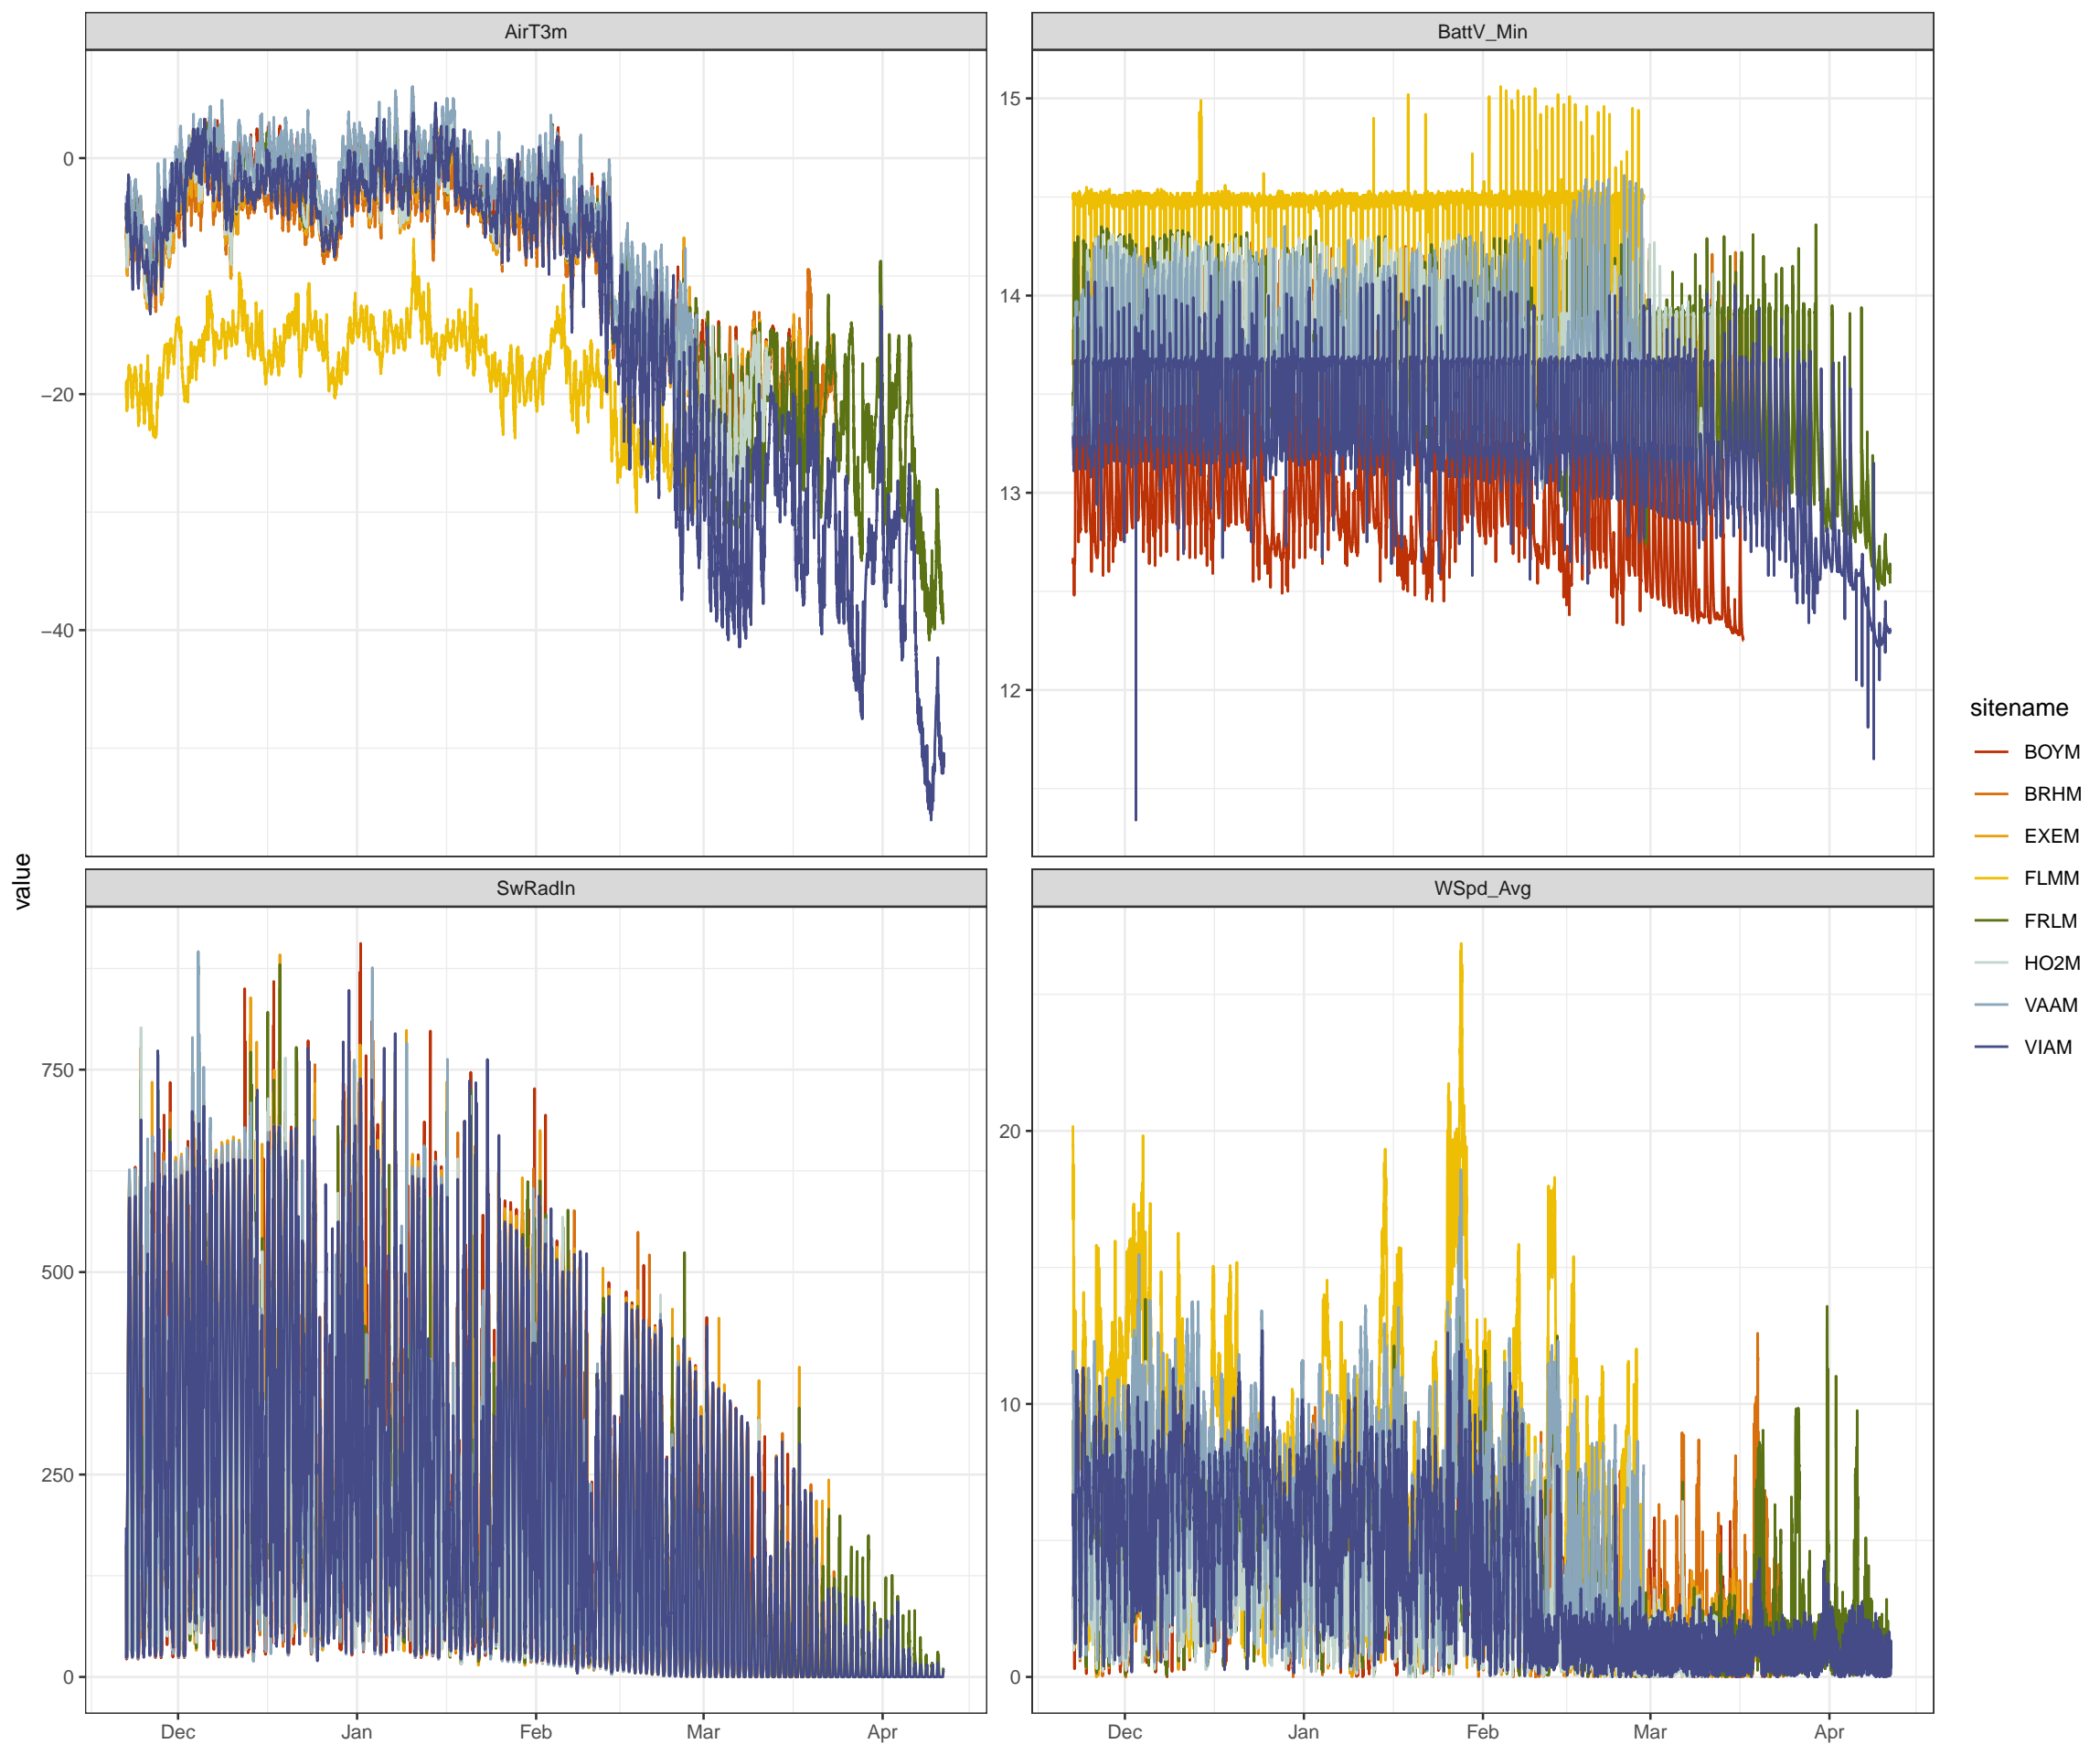 AirT3m
BattV_Min
0
−20
−40
15
14
13
12
value
SwRadIn
WSpd_Avg
750
500
250
0
20
10
0
Dec Jan Feb Mar Apr
Dec Jan Feb Mar Apr
sitename
BOYM
BRHM
EXEM
FLMM
FRLM
HO2M
VAAM
VIAM